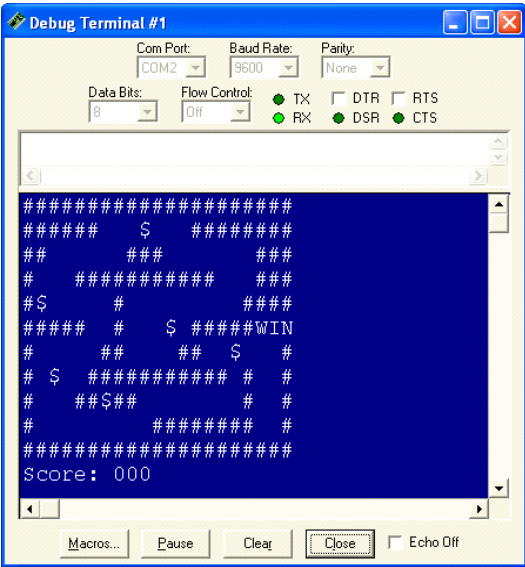 Debug Terminal #1
Com Port: Baud Rate: Parity:
COM2 9600 None
Data Bits: Flow Control: TX DTR RTS
8 Off RX DSR CTS
#####################
######   $   ########
##      ###       ###
#   ###########   ###
#$     #         ####
#####  #   $ #####WIN
#     ##    ##  $   #
# $  ########### #  #
#   ##$##        #  #
#         ########  #
#####################
Score: 000
Macros... Pause Clear Close Echo Off